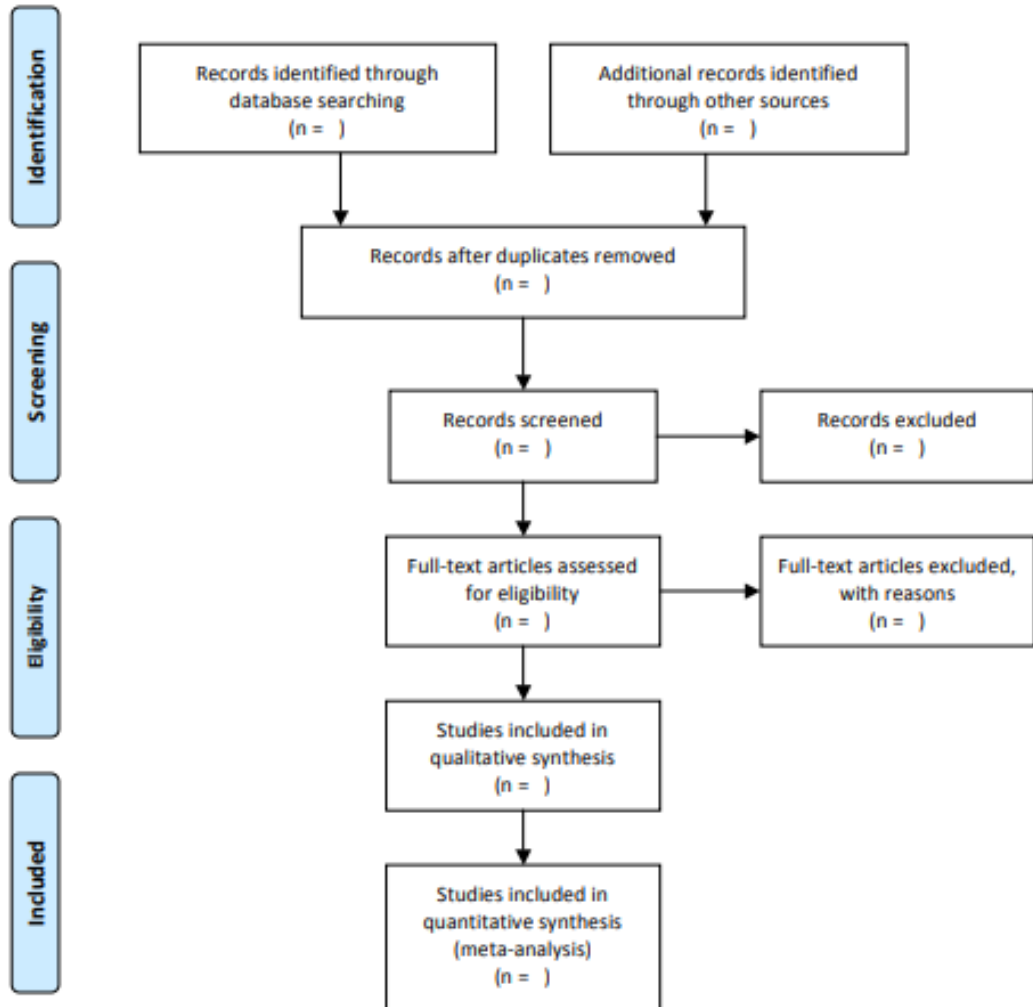 Identification
Records identified through
database searching
(n =   )
Additional records identified
through other sources
(n =   )
Records after duplicates removed
(n =   )
Screening
Records screened
(n =   )
Records excluded
(n =   )
Eligibility
Full-text articles assessed
for eligibility
(n =   )
Full-text articles excluded,
with reasons
(n =   )
Studies included in
qualitative synthesis
(n =   )
Included
Studies included in
quantitative synthesis
(meta-analysis)
(n =   )